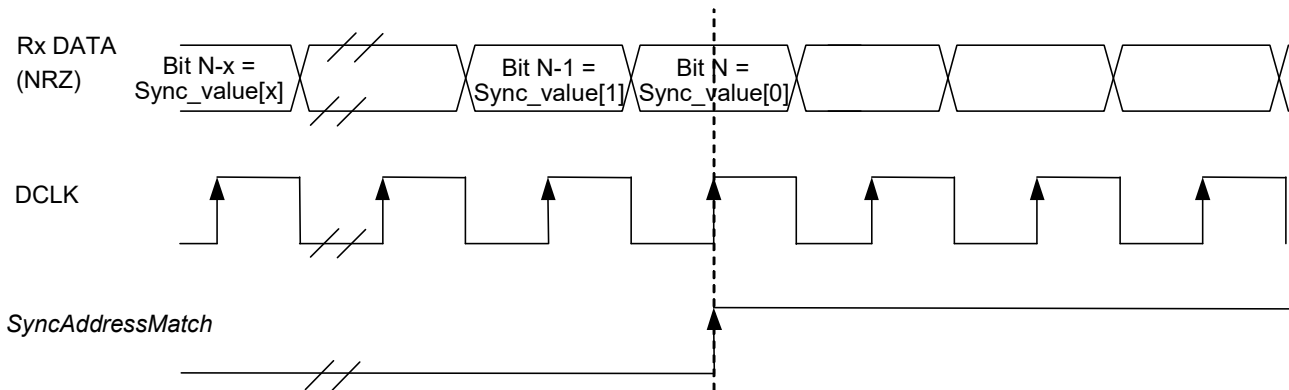 Rx DATA
(NRZ)
Bit N-x =
Sync_value[x]
Bit N-1 =
Sync_value[1]
Bit N =
Sync_value[0]
DCLK
SyncAddressMatch